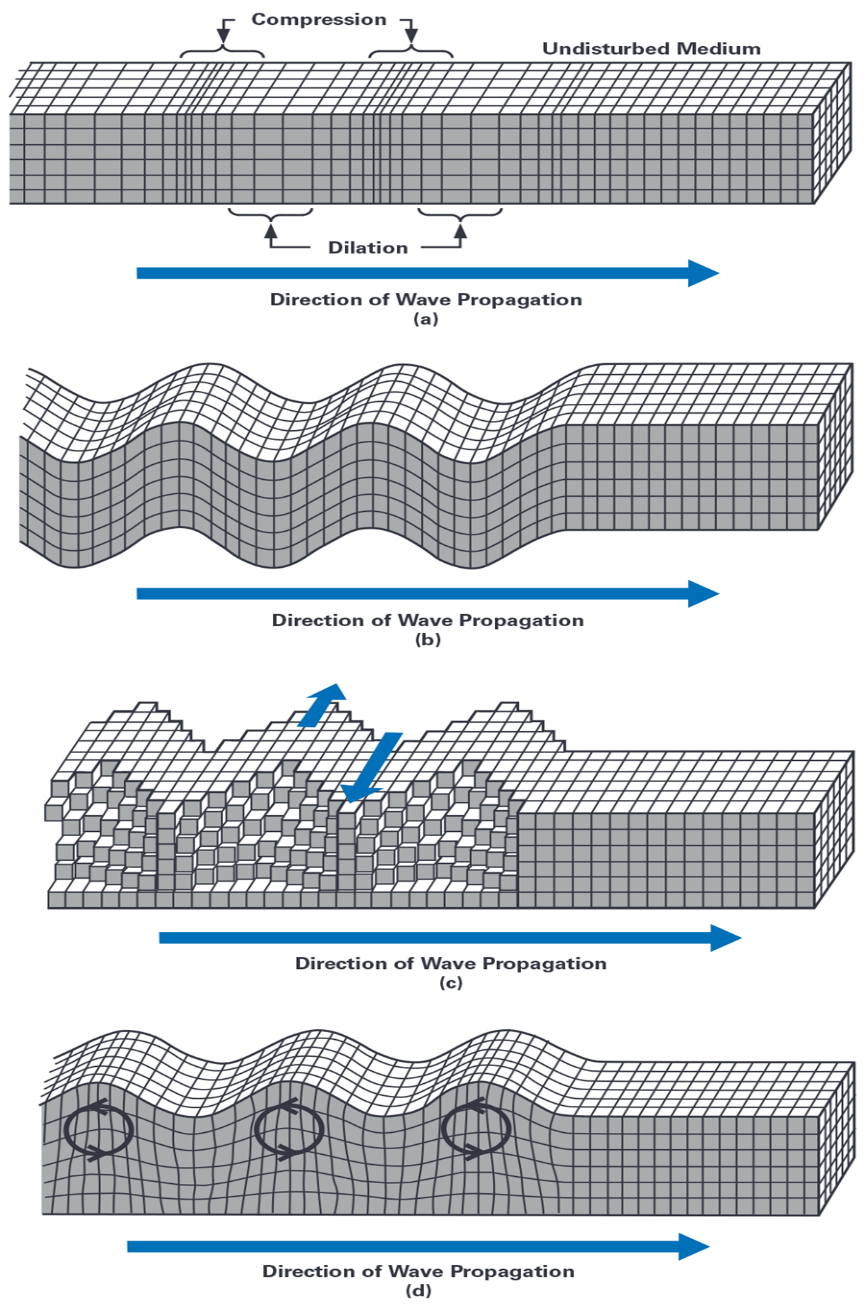 Compression
Undisturbed Medium
Dilation
Direction of Wave Propagation
(a)
Direction of Wave Propagation
(b)
Direction of Wave Propagation
(c)
Direction of Wave Propagation
(d)